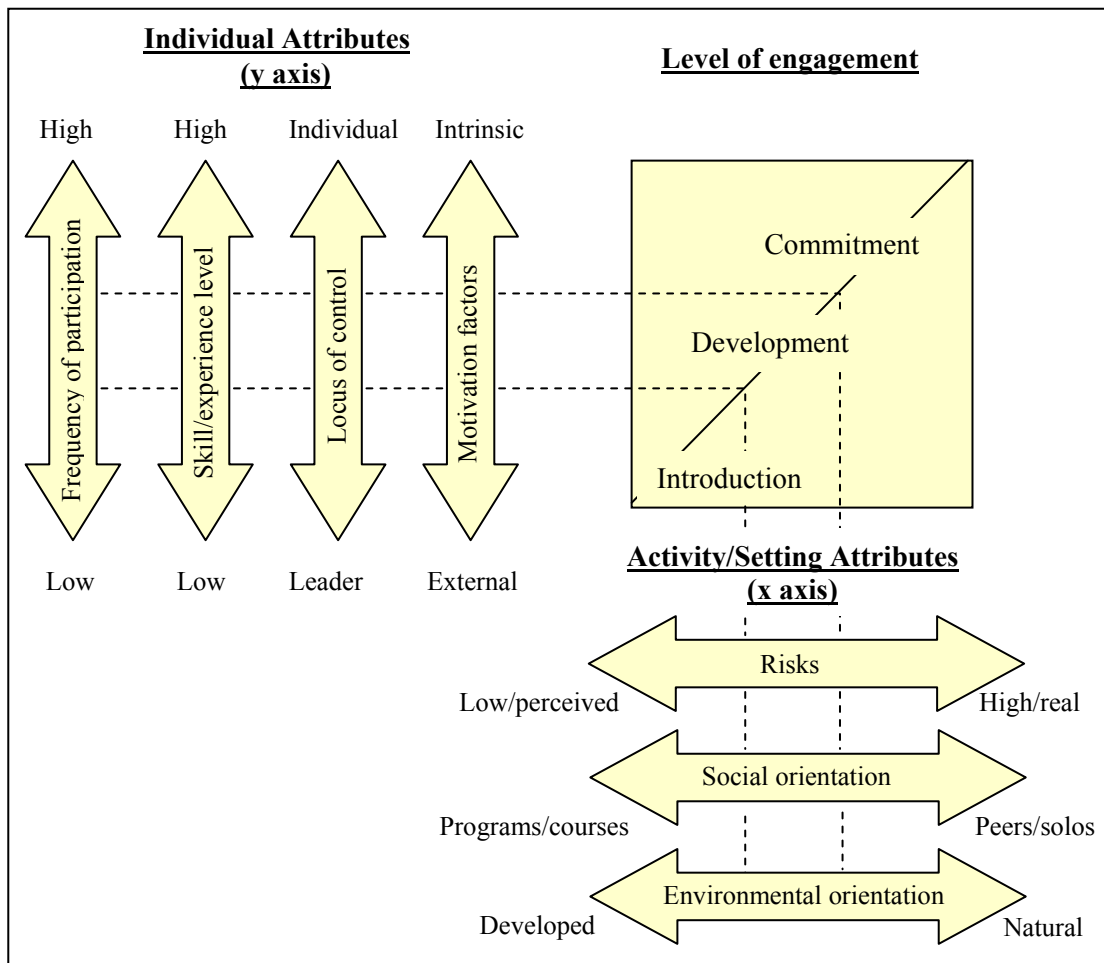 Individual Attributes
(y axis)
Level of engagement
High
High
Individual
Intrinsic
Frequency of participation
Skill/experience level
Locus of control
Motivation factors
Low
Low
Leader
External
Commitment
Development
Introduction
Activity/Setting Attributes
(x axis)
Risks
Low/perceived
High/real
Social orientation
Programs/courses
Peers/solos
Environmental orientation
Developed
Natural